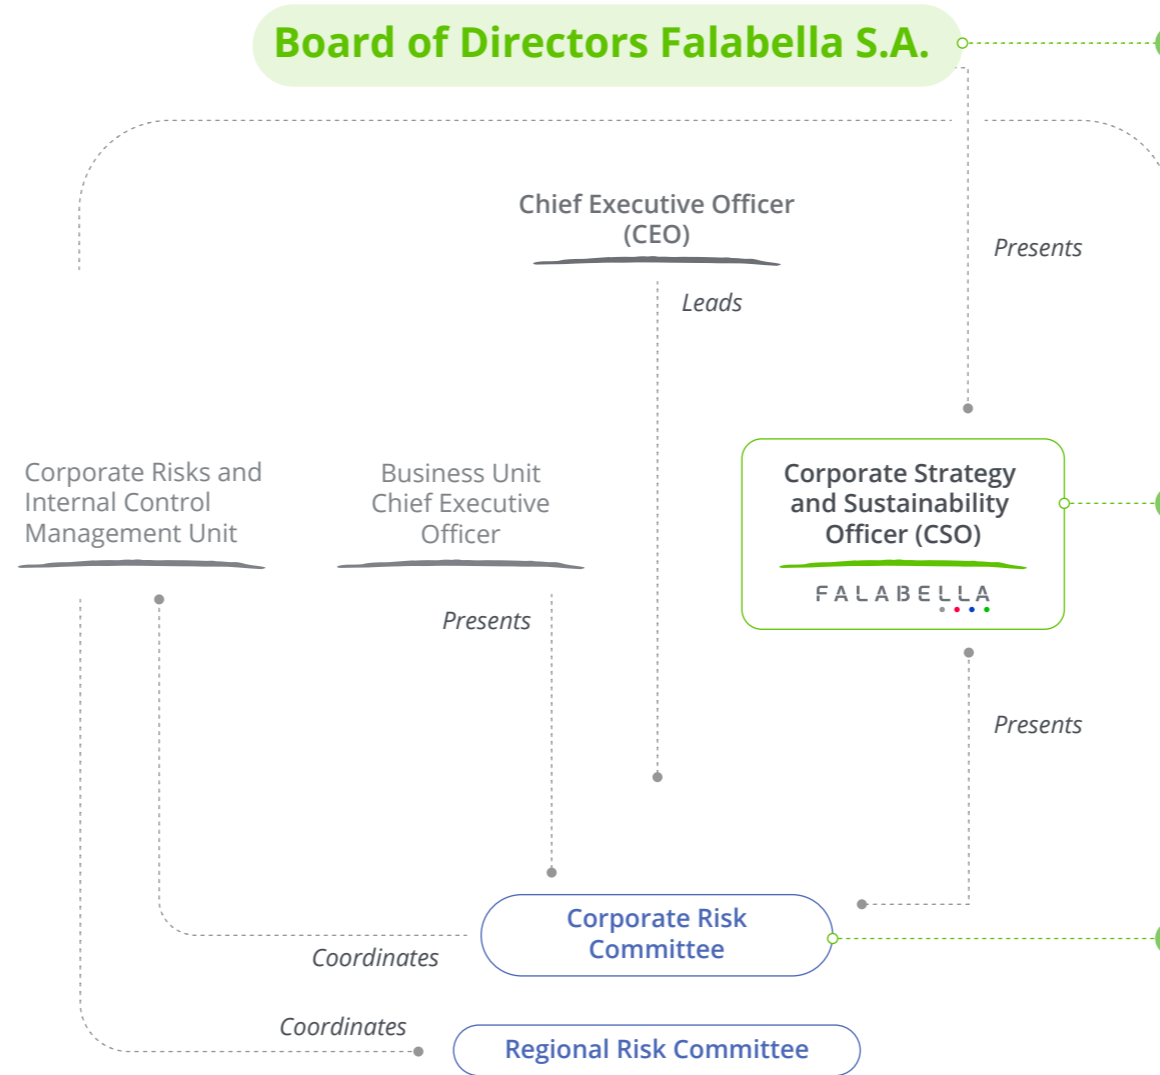 Board of Directors Falabella S.A.
Chief Executive Officer
(CEO)
Presents
Leads
Corporate Risks and
Internal Control
Management Unit
Business Unit
Chief Executive
Officer
Corporate Strategy
and Sustainability
Officer (CSO)
FALABELLA
Presents
Presents
Corporate Risk
Committee
Coordinates
Coordinates
Regional Risk Committee